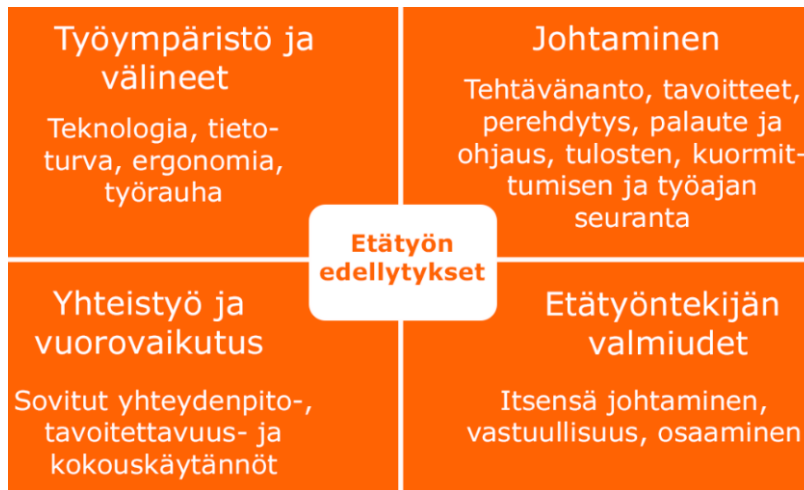 Työympäristö ja
välineet
Teknologia, tieto-
turva, ergonomia,
työrauha
Johtaminen
Tehtävänanto, tavoitteet,
perehdytys, palaute ja
ohjaus, tulosten, kuormit-
tumisen ja työajan
seuranta
Etätyön
edellytykset
Yhteistyö ja
vuorovaikutus
Sovitut yhteydenpito-,
tavoitettavuus- ja
kokouskäytännöt
Etätyöntekijän
valmiudet
Itsensä johtaminen,
vastuullisuus, osaaminen